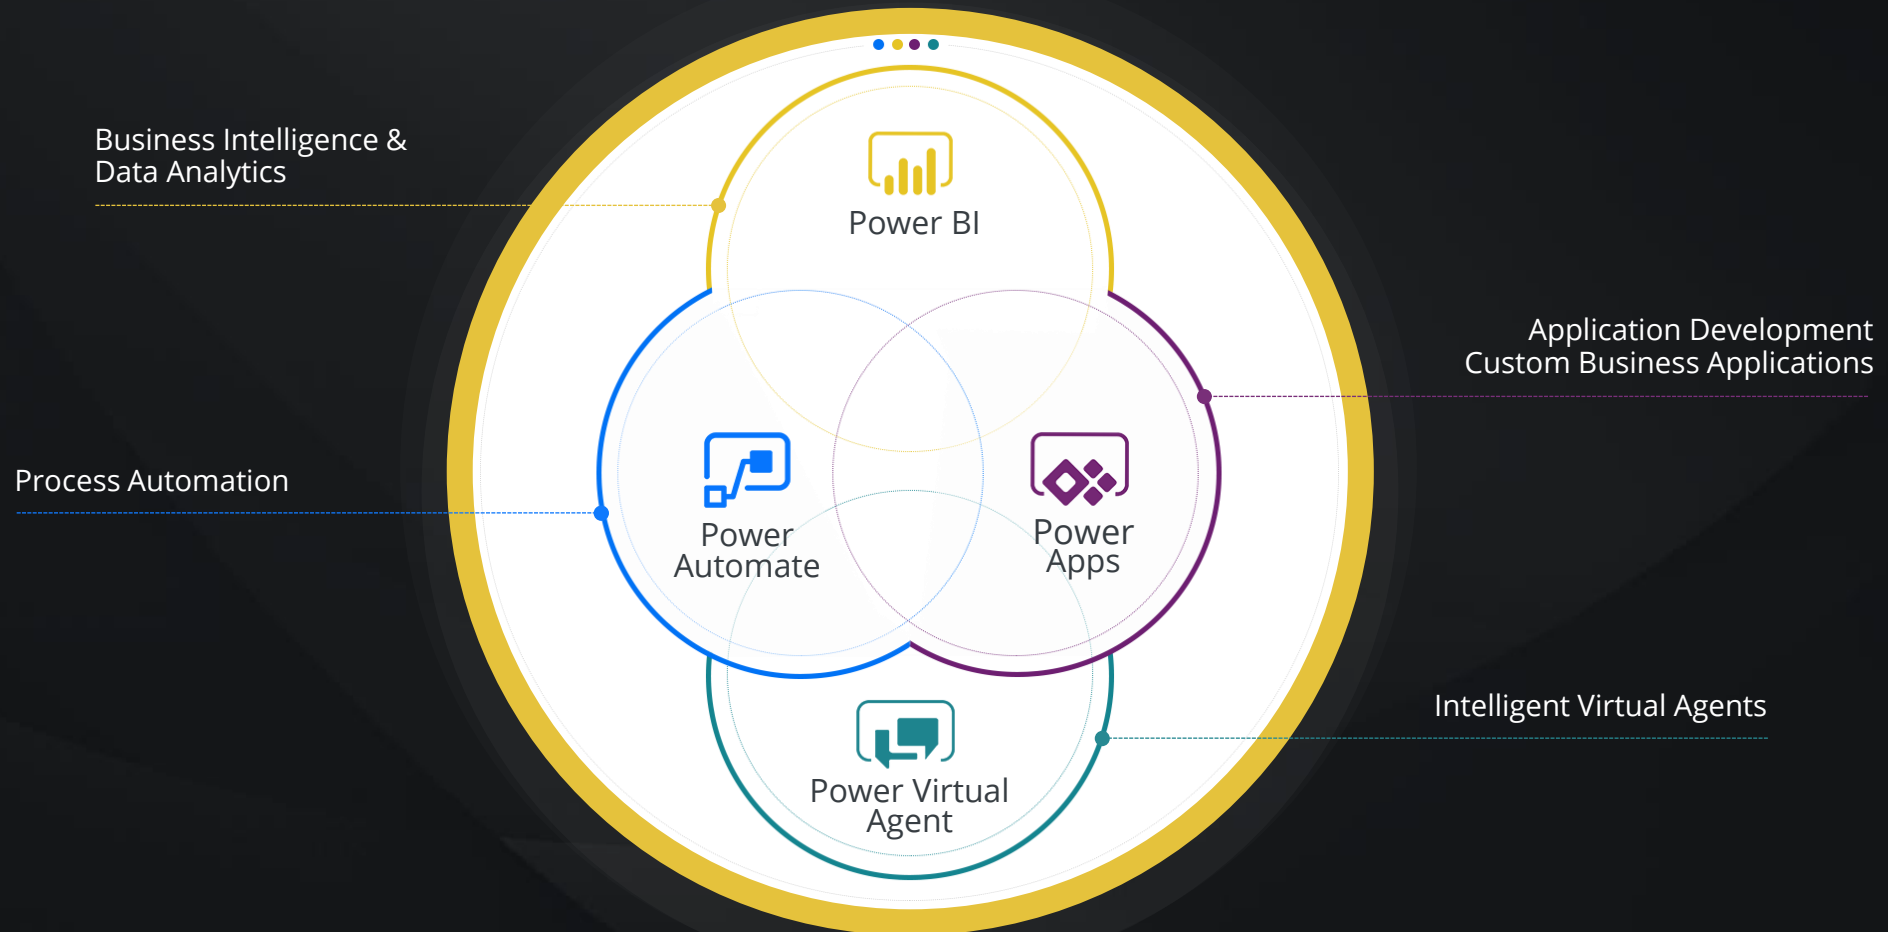 Business Intelligence &
Data Analytics
Power BI
Application Development
Custom Business Applications
Process Automation
Power
Automate
Power
Apps
Intelligent Virtual Agents
Power Virtual
Agent